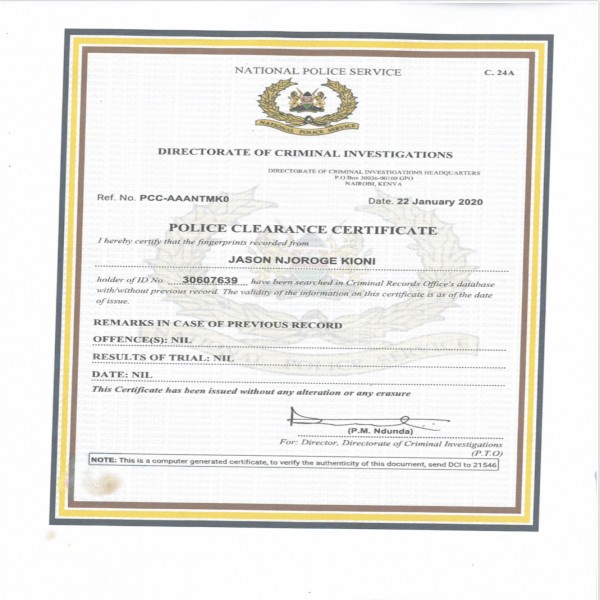 NATIONAL POLICE SERVICE
C. 24A
NATIONAL POLICE SERVICE
DIRECTORATE OF CRIMINAL INVESTIGATIONS
DIRECTORATE OF CRIMINAL INVESTIGATIONS HEADQUARTERS
P.O Box 30036-00100 GPO
NAIROBI, KENYA
Ref. No. PCC-AAANTMK0
Date. 22 January 2020
POLICE CLEARANCE CERTIFICATE
I hereby certify that the fingerprints recorded from
JASON NJOROGE KIONI
holder of ID No. 30607639 have been searched in Criminal Records Office's database
with/without previous record. The validity of the information on this certificate is as of the date
of issue.
REMARKS IN CASE OF PREVIOUS RECORD
OFFENCE(S): NIL
RESULTS OF TRIAL: NIL
DATE: NIL
This Certificate has been issued without any alteration or any erasure
(P.M. Ndunda)
For: Director, Directorate of Criminal Investigations
(P.T.O)
NOTE: This is a computer generated certificate, to verify the authenticity of this document, send DCI to 21546